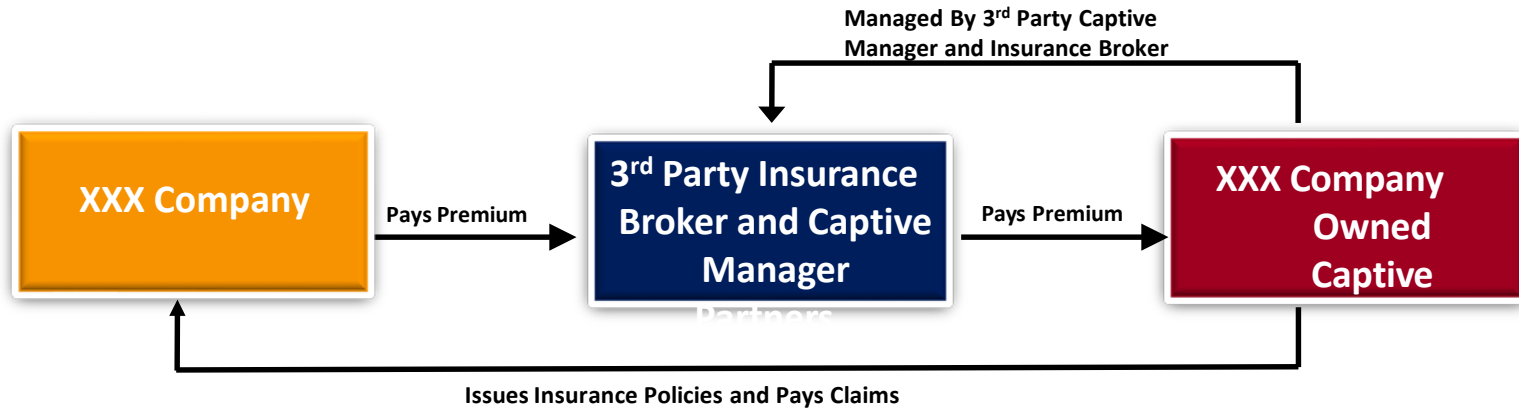 Managed By 3rd Party Captive
Manager and Insurance Broker
XXX Company
Pays Premium
3rd Party Insurance
Broker and Captive
Manager
Partners
Pays Premium
XXX Company
Owned
Captive
Issues Insurance Policies and Pays Claims